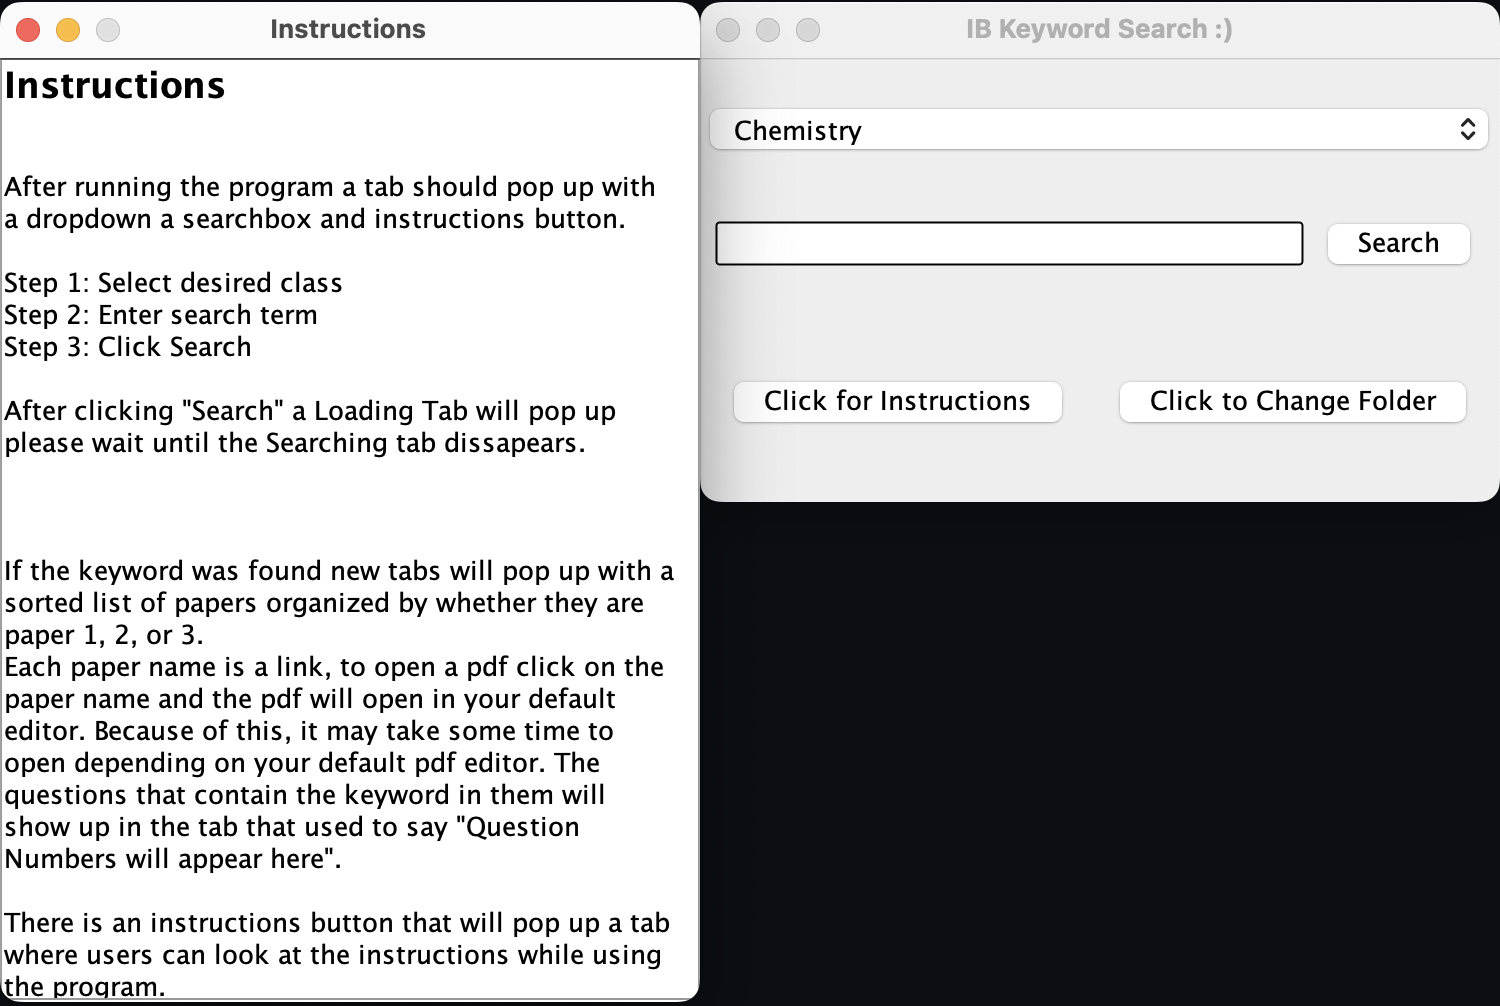 Instructions
Instructions
After running the program a tab should pop up with
a dropdown a searchbox and instructions button.
Step 1: Select desired class
Step 2: Enter search term
Step 3: Click Search
After clicking "Search" a Loading Tab will pop up
please wait until the Searching tab dissapears.
If the keyword was found new tabs will pop up with a
sorted list of papers organized by whether they are
paper 1, 2, or 3.
Each paper name is a link, to open a pdf click on the
paper name and the pdf will open in your default
editor. Because of this, it may take some time to
open depending on your default pdf editor. The
questions that contain the keyword in them will
show up in the tab that used to say "Question
Numbers will appear here".
There is an instructions button that will pop up a tab
where users can look at the instructions while using
the program.
IB Keyword Search :)
Chemistry
Search
Click for Instructions
Click to Change Folder